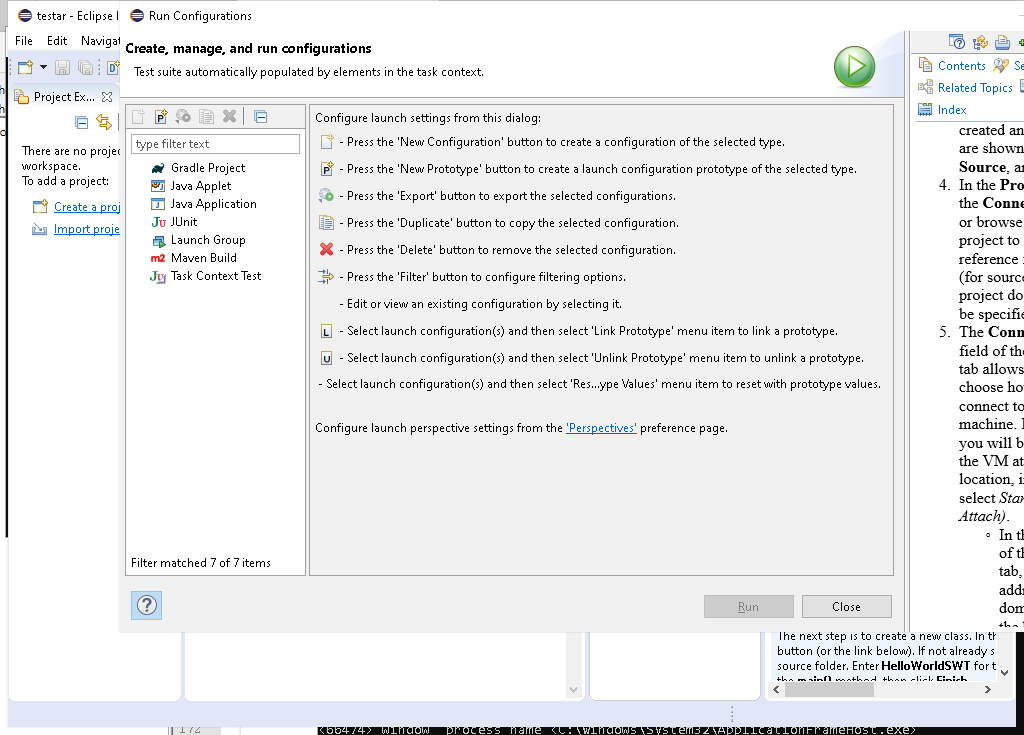 testar - Eclipse I
Run Configurations
File Edit Navigat
Create, manage, and run configurations
Test suite automatically populated by elements in the task context.
Project Ex...
type filter text
There are no projec
workspace.
To add a project:
Create a proj
Import proje
Gradle Project
Java Applet
Java Application
JUnit
Launch Group
Maven Build
Task Context Test
Filter matched 7 of 7 items
Configure launch settings from this dialog:
- Press the 'New Configuration' button to create a configuration of the selected type.
- Press the 'New Prototype' button to create a launch configuration prototype of the selected type.
- Press the 'Export' button to export the selected configurations.
- Press the 'Duplicate' button to copy the selected configuration.
- Press the 'Delete' button to remove the selected configuration.
- Press the 'Filter' button to configure filtering options.
- Edit or view an existing configuration by selecting it.
L - Select launch configuration(s) and then select 'Link Prototype' menu item to link a prototype.
U - Select launch configuration(s) and then select 'Unlink Prototype' menu item to unlink a prototype.
- Select launch configuration(s) and then select 'Res...ype Values' menu item to reset with prototype values.
Configure launch perspective settings from the 'Perspectives' preference page.
Run
Close
Contents Se
Related Topics
Index
created an
are shown
Source, a
4. In the Pro
the Conne
or browse
project to
reference
(for source
project do
be specifie
5. The Conn
field of the
tab allows
choose ho
connect to
machine. I
you will b
the VM at
location, i
select Stan
Attach).
In th
of th
tab,
addr
dom
the
The next step is to create a new class. In th
button (or the link below). If not already s
source folder. Enter HelloWorldSWT for t
the main() method, then click Finish.
172
<66474> window process name <C:\Windows\System32\ApplicationFrameHost.exe>